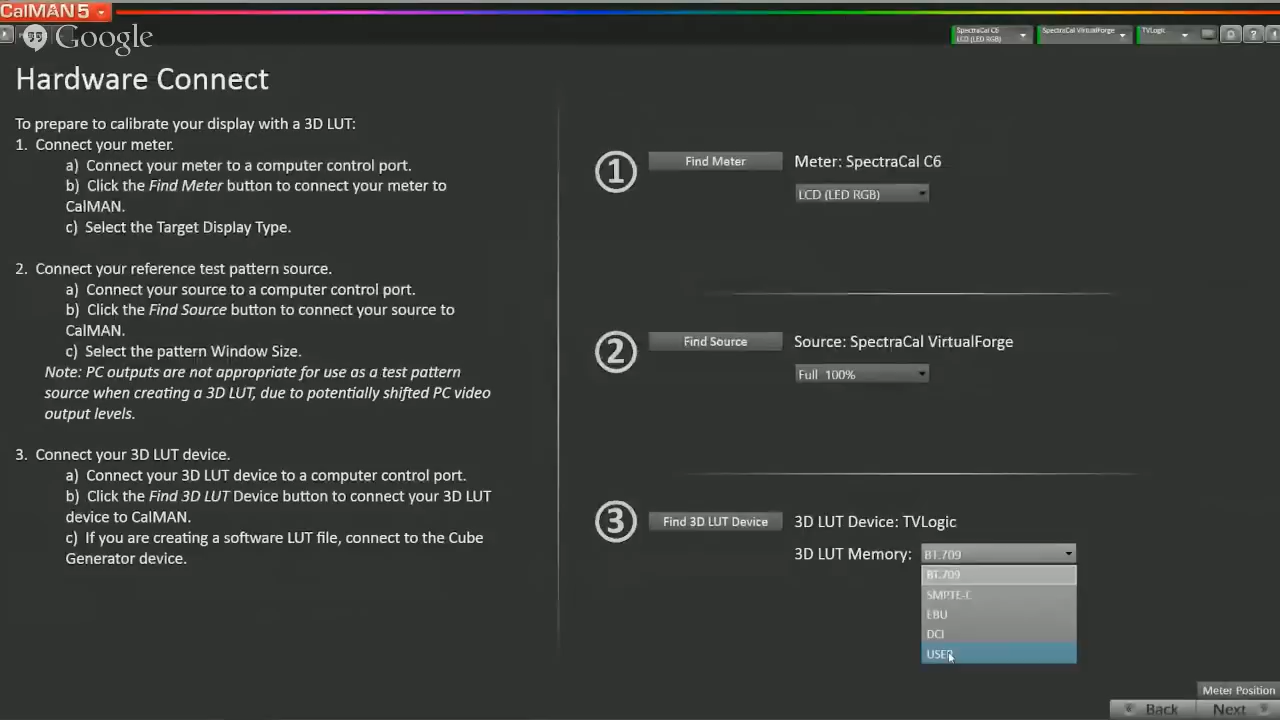 CalMAN 5
Google
SpectraCal C6
LCD (LED RGB)
SpectraCal VirtualForge
TVLogic
?
Hardware Connect
To prepare to calibrate your display with a 3D LUT:
1. Connect your meter.
a) Connect your meter to a computer control port.
b) Click the Find Meter button to connect your meter to
CalMAN.
c) Select the Target Display Type.
2. Connect your reference test pattern source.
a) Connect your source to a computer control port.
b) Click the Find Source button to connect your source to
CalMAN.
c) Select the pattern Window Size.
Note: PC outputs are not appropriate for use as a test pattern
source when creating a 3D LUT, due to potentially shifted PC video
output levels.
3. Connect your 3D LUT device.
a) Connect your 3D LUT device to a computer control port.
b) Click the Find 3D LUT Device button to connect your 3D LUT
device to CalMAN.
c) If you are creating a software LUT file, connect to the Cube
Generator device.
1 Find Meter Meter: SpectraCal C6
LCD (LED RGB)
2 Find Source Source: SpectraCal VirtualForge
Full 100%
3 Find 3D LUT Device 3D LUT Device: TVLogic
3D LUT Memory: BT.709
BT.709
SMPTE-C
EBU
DCI
USER
Meter Position
Back Next